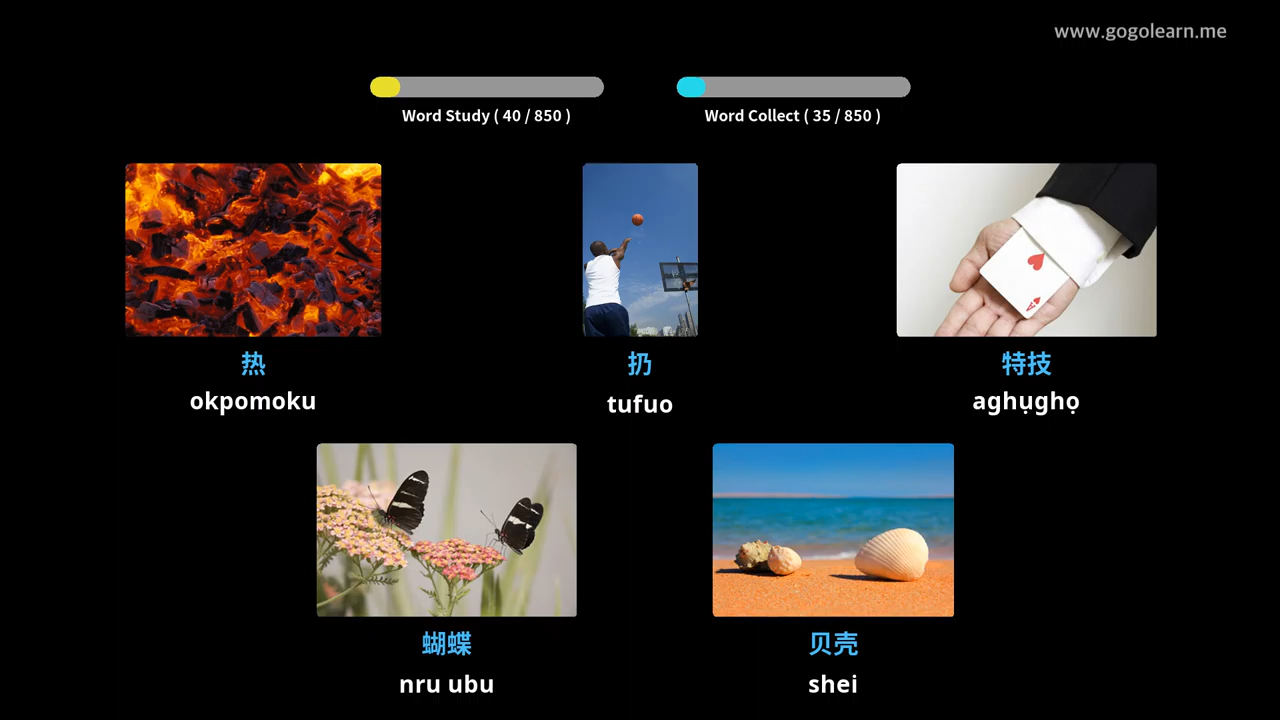 www.gogolearn.me
Word Study ( 40 / 850 )
Word Collect ( 35 / 850 )
热
扔
特技
okpomoku
tufuo
aghụghọ
蝴蝶
贝壳
nru ubu
shei